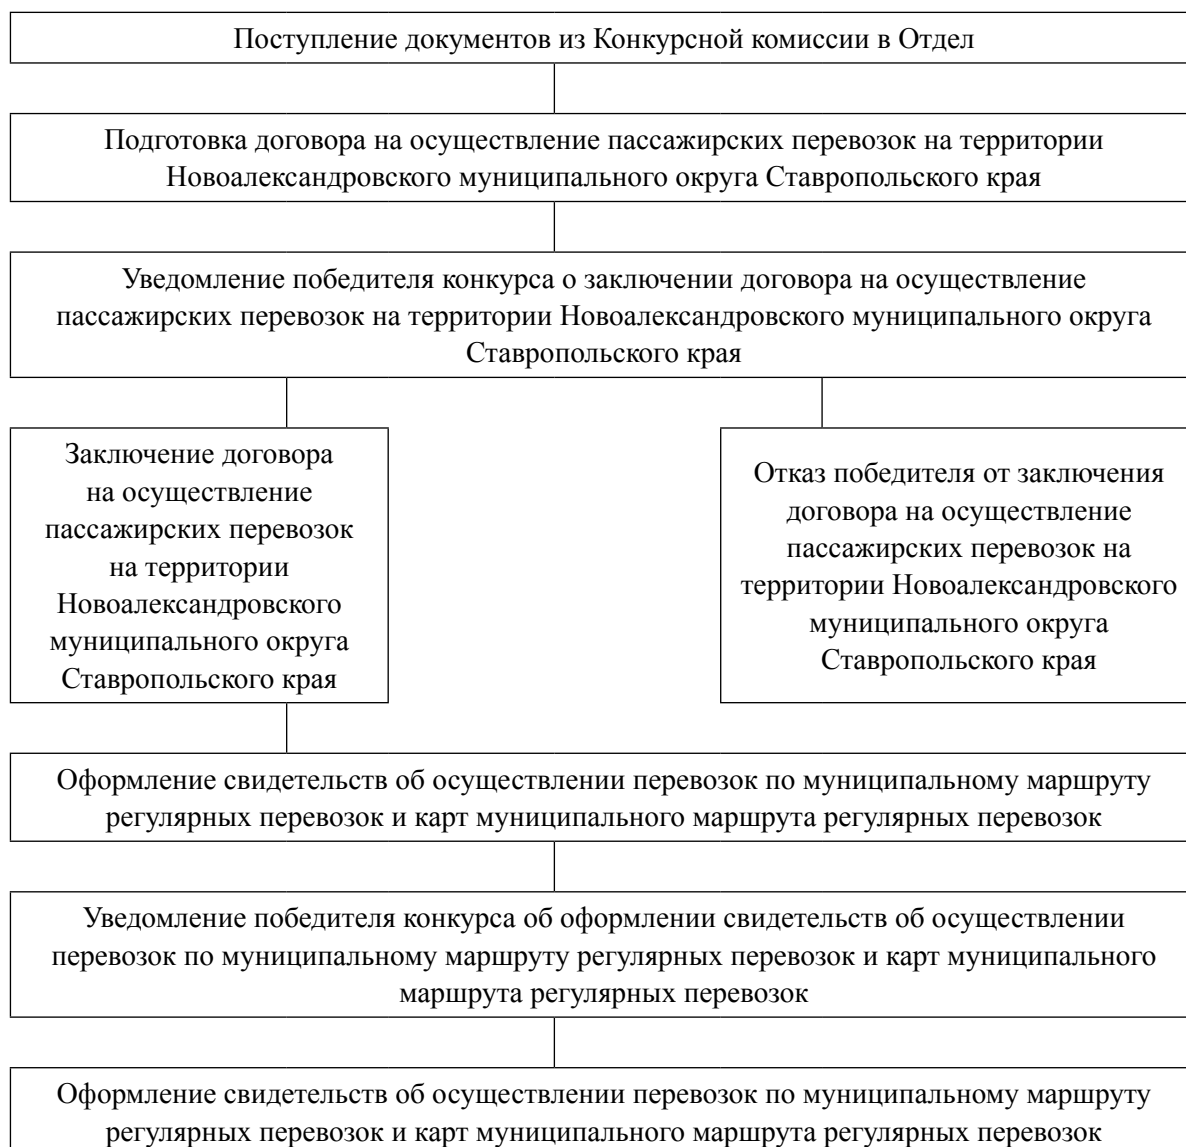 Поступление документов из Конкурсной комиссии в Отдел
Подготовка договора на осуществление пассажирских перевозок на территории
Новоалександровского муниципального округа Ставропольского края
Уведомление победителя конкурса о заключении договора на осуществление
пассажирских перевозок на территории Новоалександровского муниципального округа
Ставропольского края
Заключение договора
на осуществление
пассажирских перевозок
на территории
Новоалександровского
муниципального округа
Ставропольского края
Отказ победителя от заключения
договора на осуществление
пассажирских перевозок на
территории Новоалександровского
муниципального округа
Ставропольского края
Оформление свидетельств об осуществлении перевозок по муниципальному маршруту
регулярных перевозок и карт муниципального маршрута регулярных перевозок
Уведомление победителя конкурса об оформлении свидетельств об осуществлении
перевозок по муниципальному маршруту регулярных перевозок и карт муниципального
маршрута регулярных перевозок
Оформление свидетельств об осуществлении перевозок по муниципальному маршруту
регулярных перевозок и карт муниципального маршрута регулярных перевозок